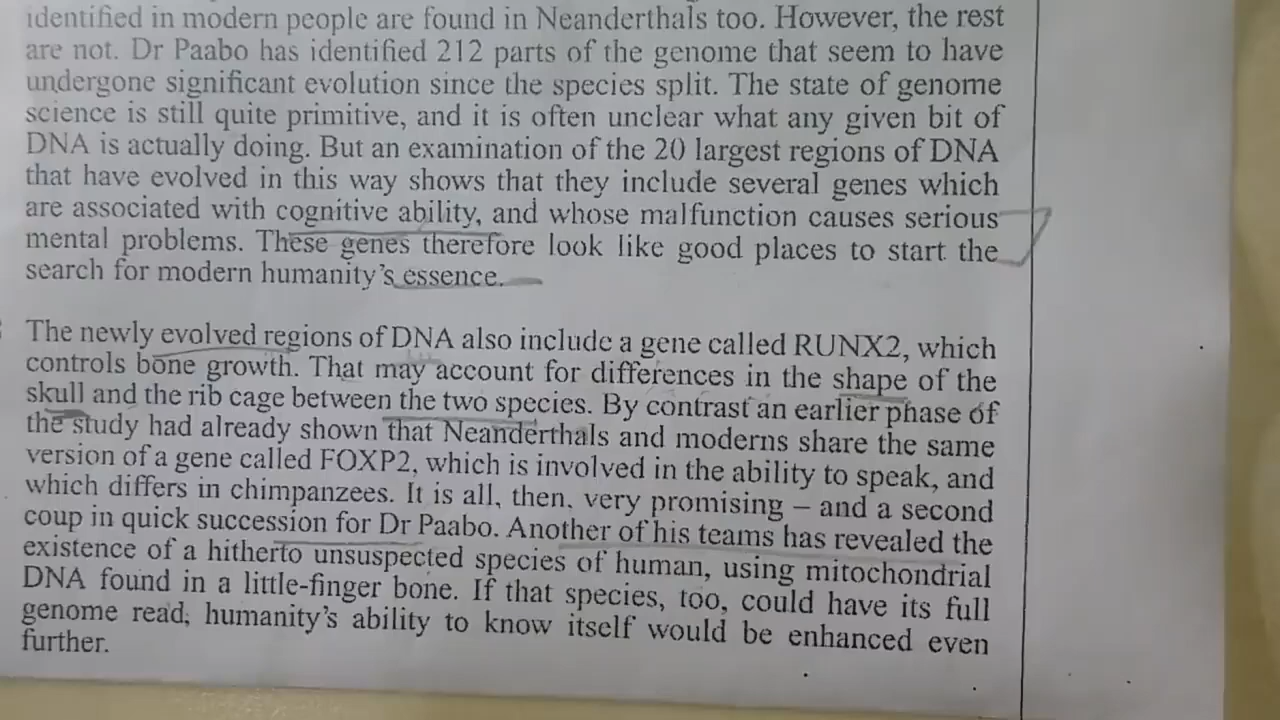 identified in modern people are found in Neanderthals too. However, the rest
are not. Dr Paabo has identified 212 parts of the genome that seem to have
undergone significant evolution since the species split. The state of genome
science is still quite primitive, and it is often unclear what any given bit of
DNA is actually doing. But an examination of the 20 largest regions of DNA
that have evolved in this way shows that they include several genes which
are associated with cognitive ability, and whose malfunction causes serious
mental problems. These genes therefore look like good places to start the
search for modern humanity's essence.
The newly evolved regions of DNA also include a gene called RUNX2, which
controls bone growth. That may account for differences in the shape of the
skull and the rib cage between the two species. By contrast an earlier phase of
the study had already shown that Neanderthals and moderns share the same
version of a gene called FOXP2, which is involved in the ability to speak, and
which differs in chimpanzees. It is all, then, very promising – and a second
coup in quick succession for Dr Paabo. Another of his teams has revealed the
existence of a hitherto unsuspected species of human, using mitochondrial
DNA found in a little-finger bone. If that species, too, could have its full
genome read, humanity's ability to know itself would be enhanced even
further.